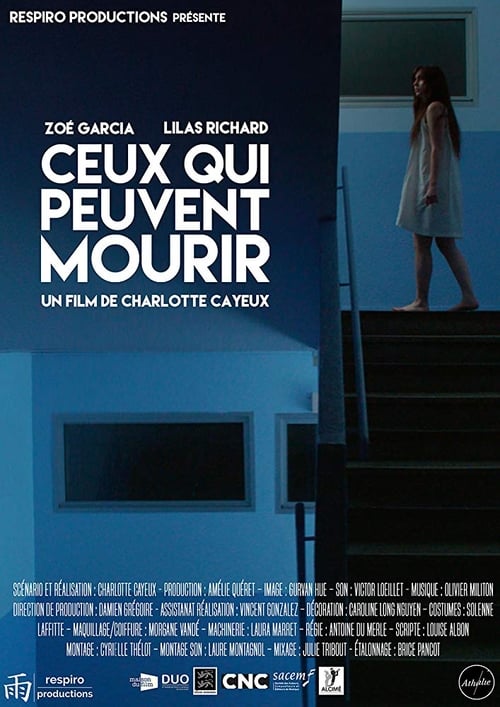 RESPIRO PRODUCTIONS PRÉSENTE
ZOÉ GARCIA LILAS RICHARD
CEUX QUI
PEUVENT
MOURIR
UN FILM DE CHARLOTTE CAYEUX
SCÉNARIO ET RÉALISATION : CHARLOTTE CAYEUX - PRODUCTION : AMÉLIE QUÉRET - IMAGE : GURVAN HUE - SON : VICTOR LOEILLET - MUSIQUE : OLIVIER MILITON
DIRECTION DE PRODUCTION : DAMIEN GRÉGOIRE - ASSISTANAT RÉALISATION : VINCENT GONZALEZ - DÉCORATION : CAROLINE LONG NGUYEN - COSTUMES : SOLENNE
LAFFITTE - MAQUILLAGE/COIFFURE : MORGANE VANDÉ - MACHINERIE : LAURA MARRET - RÉGIE : ANTOINE DU MERLE - SCRIPTE : LOUISE ALBON
MONTAGE : CYRIELLE THÉLOT - MONTAGE SON : LAURE MONTAGNOL - MIXAGE : JULIE TRIBOUT - ÉTALONNAGE : BRICE PANCOT
雨 respiro productions
maison du film DUO CNC sacem ALCIMÉ
Athalie